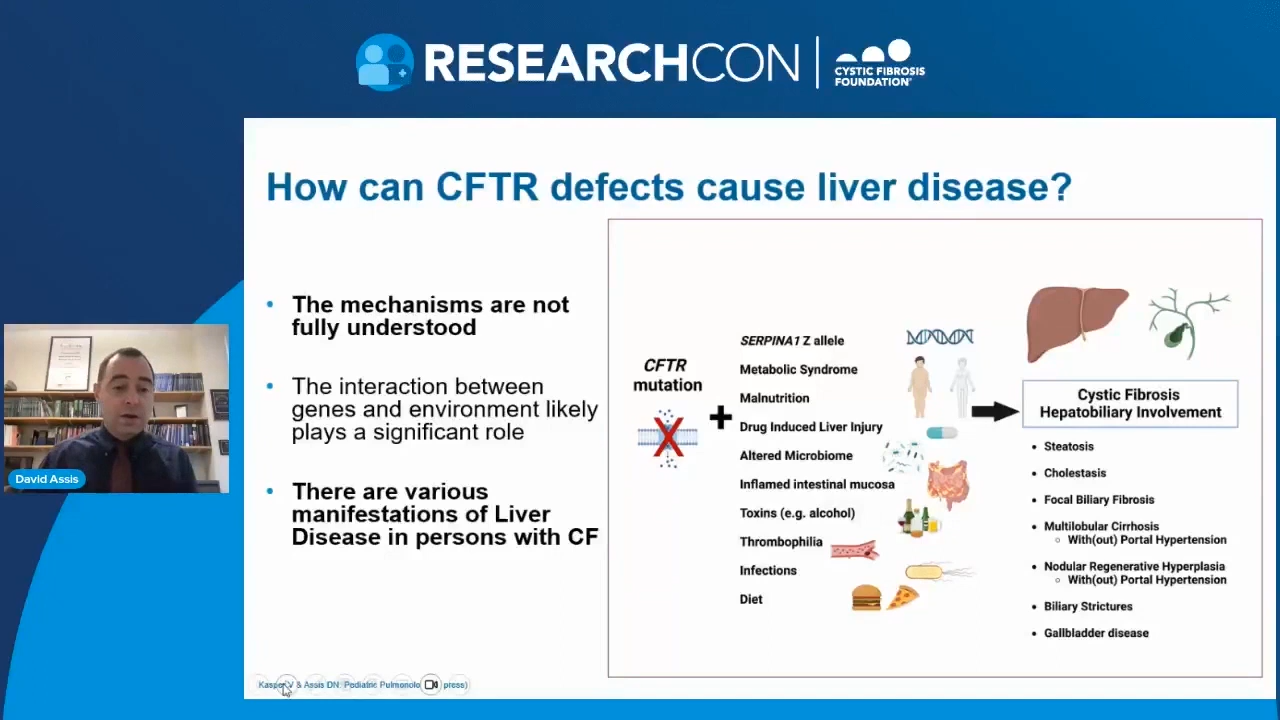 RESEARCHCON
CYSTIC FIBROSIS
FOUNDATION
How can CFTR defects cause liver disease?
• The mechanisms are not
fully understood
• The interaction between
genes and environment likely
plays a significant role
• There are various
manifestations of Liver
Disease in persons with CF
CFTR
mutation
+
SERPINA1 Z allele
Metabolic Syndrome
Malnutrition
Drug Induced Liver Injury
Altered Microbiome
Inflamed intestinal mucosa
Toxins (e.g. alcohol)
Thrombophilia
Infections
Diet
Cystic Fibrosis
Hepatobiliary Involvement
• Steatosis
• Cholestasis
• Focal Biliary Fibrosis
• Multilobular Cirrhosis
○ With(out) Portal Hypertension
• Nodular Regenerative Hyperplasia
○ With(out) Portal Hypertension
• Biliary Strictures
• Gallbladder disease
David Assis
V & Assis DN. press)